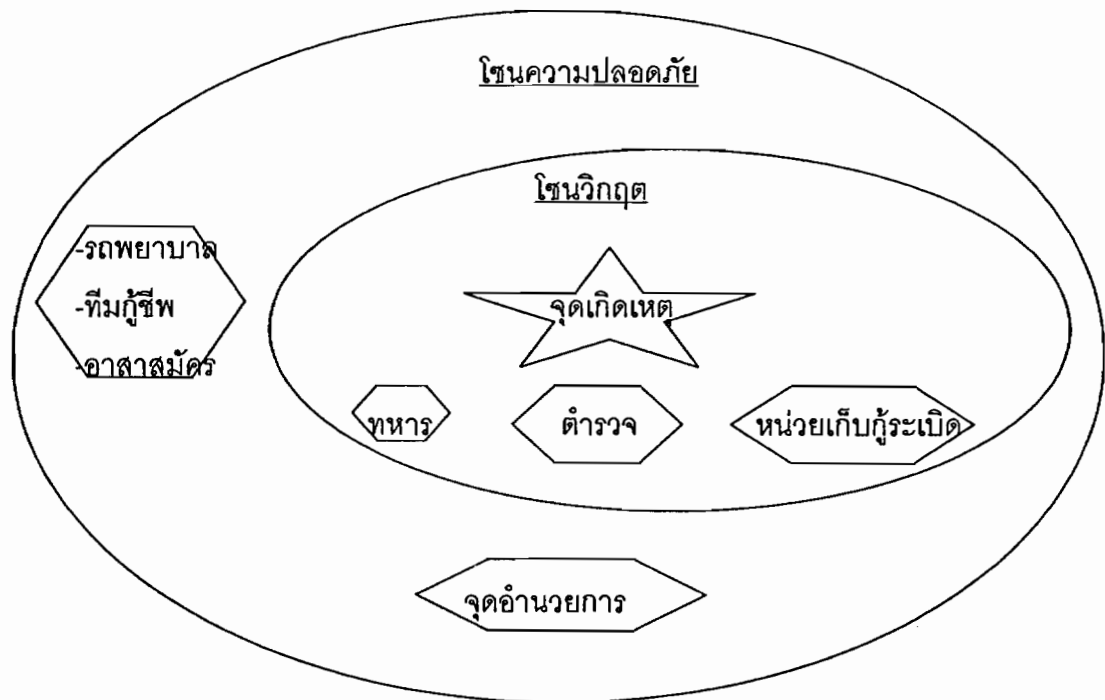 โซนความปลอดภัย
โซนวิกฤต
-รถพยาบาล
-ทีมกู้ชีพ
-อาสาสมัคร
จุดเกิดเหตุ
ทหาร
ตำรวจ
หน่วยเก็บกู้ระเบิด
จุดอำนวยการ